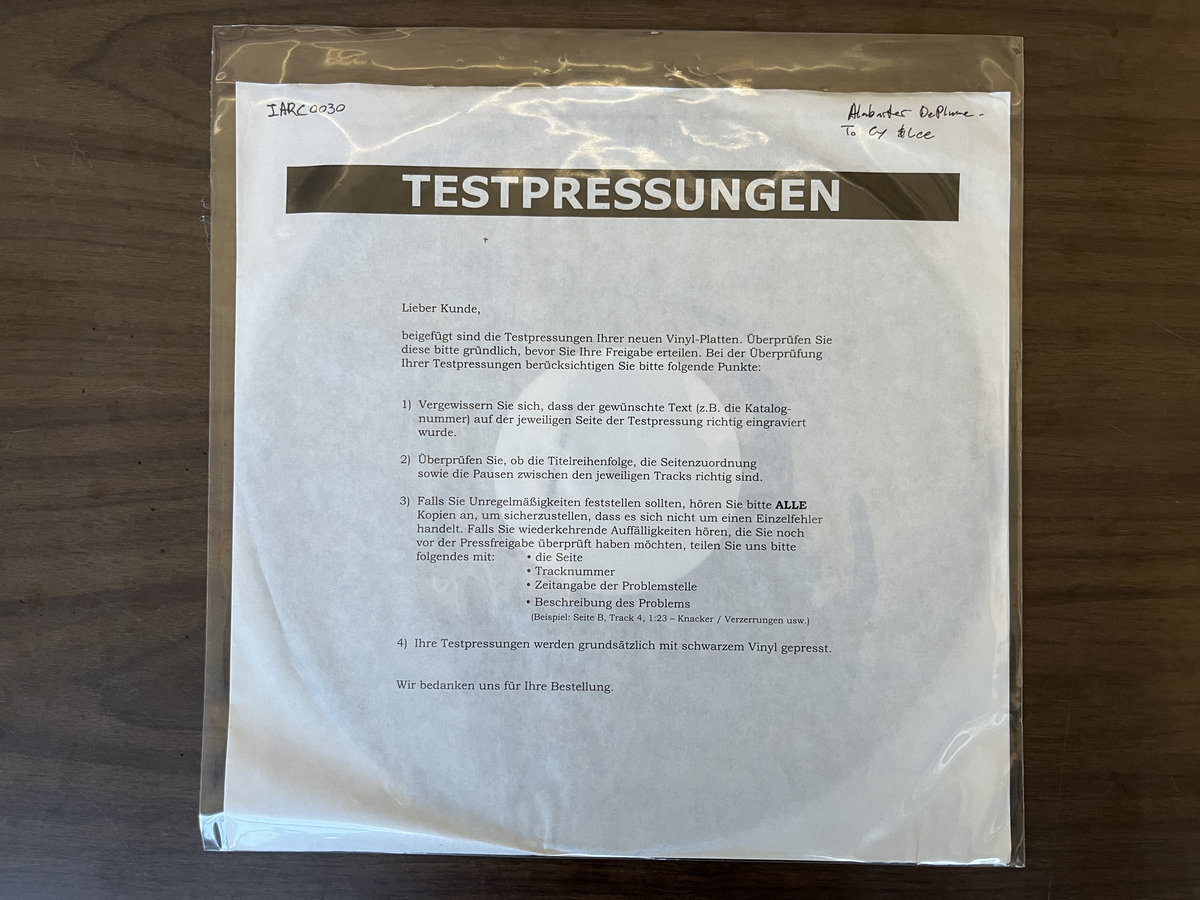 IARC0030
Alabaster DePlume -
To Cy & Lee
TESTPRESSUNGEN
Lieber Kunde,
beigefügt sind die Testpressungen Ihrer neuen Vinyl-Platten. Überprüfen Sie
diese bitte gründlich, bevor Sie Ihre Freigabe erteilen. Bei der Überprüfung
Ihrer Testpressungen berücksichtigen Sie bitte folgende Punkte:
1) Vergewissern Sie sich, dass der gewünschte Text (z.B. die Katalog-
nummer) auf der jeweiligen Seite der Testpressung richtig eingraviert
wurde.
2) Überprüfen Sie, ob die Titelreihenfolge, die Seitenzuordnung
sowie die Pausen zwischen den jeweiligen Tracks richtig sind.
3) Falls Sie Unregelmäßigkeiten feststellen sollten, hören Sie bitte ALLE
Kopien an, um sicherzustellen, dass es sich nicht um einen Einzelfehler
handelt. Falls Sie wiederkehrende Auffälligkeiten hören, die Sie noch
vor der Pressfreigabe überprüft haben möchten, teilen Sie uns bitte
folgendes mit: • die Seite
• Tracknummer
• Zeitangabe der Problemstelle
• Beschreibung des Problems
(Beispiel: Seite B, Track 4, 1:23 – Knacker / Verzerrungen usw.)
4) Ihre Testpressungen werden grundsätzlich mit schwarzem Vinyl gepresst.
Wir bedanken uns für Ihre Bestellung.